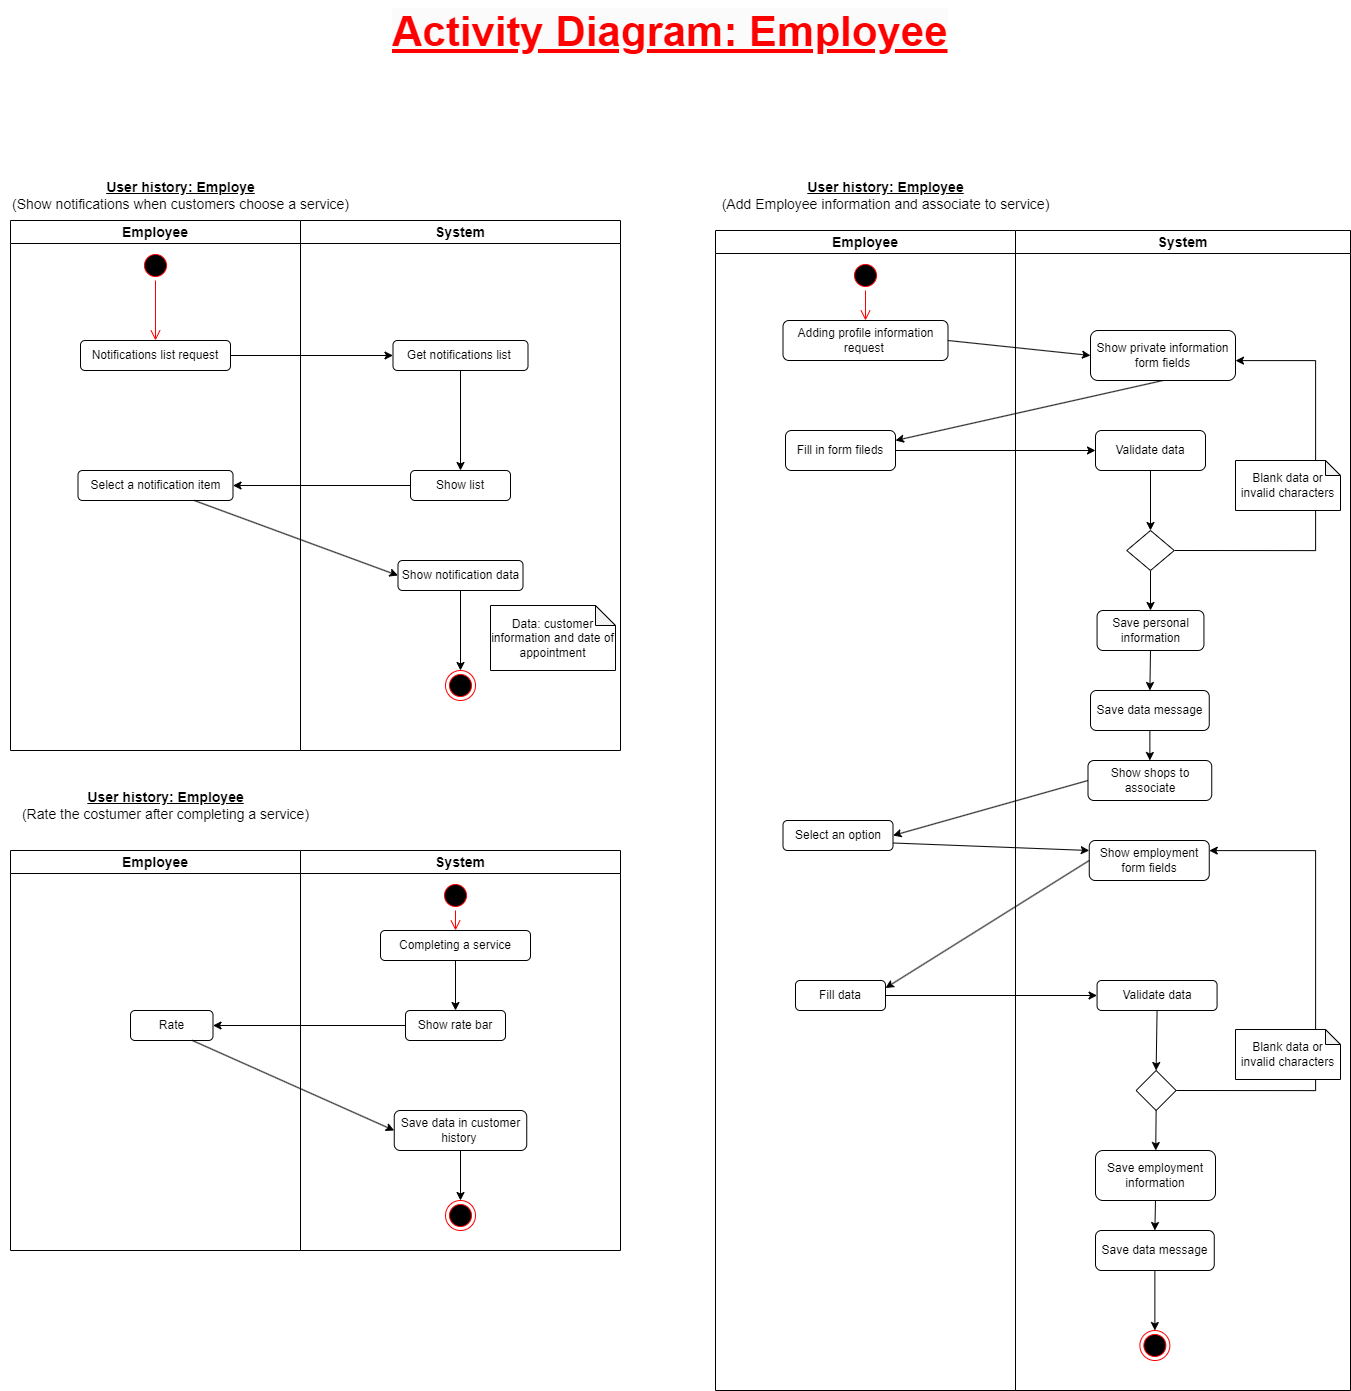 Activity Diagram: Employee
User history: Employe
(Show notifications when customers choose a service)
Employee
System
Notifications list request
Get notifications list
Select a notification item
Show list
Show notification data
Data: customer
information and date of
appointment
User history: Employee
(Rate the costumer after completing a service)
Employee
System
Completing a service
Rate
Show rate bar
Save data in customer
history
User history: Employee
(Add Employee information and associate to service)
Employee
System
Adding profile information
request
Show private information
form fields
Fill in form fileds
Validate data
Blank data or
invalid characters
Save personal
information
Save data message
Show shops to
associate
Select an option
Show employment
form fields
Fill data
Validate data
Blank data or
invalid characters
Save employment
information
Save data message